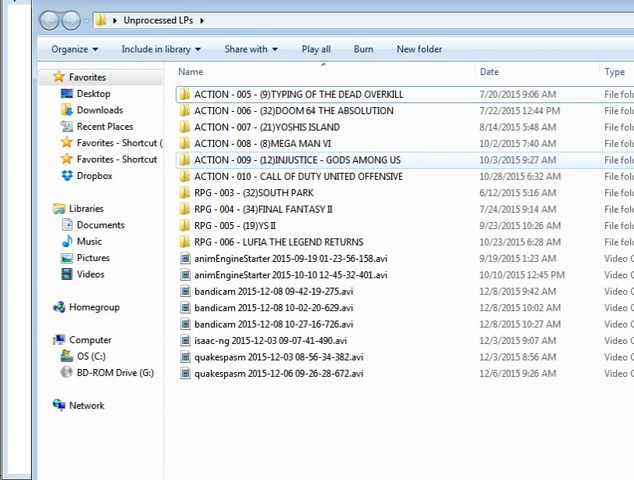 Unprocessed LPs
Organize Include in library Share with Play all Burn New folder
Name Date Type
Favorites
Desktop
Downloads
Recent Places
Favorites - Shortcut (
Favorites - Shortcut
Dropbox
Libraries
Documents
Music
Pictures
Videos
Homegroup
Computer
OS (C:)
BD-ROM Drive (G:)
Network
ACTION - 005 - (9)TYPING OF THE DEAD OVERKILL 7/20/2015 9:06 AM File fold
ACTION - 006 - (32)DOOM 64 THE ABSOLUTION 7/22/2015 12:44 PM File fold
ACTION - 007 - (21)YOSHIS ISLAND 8/14/2015 5:48 AM File fold
ACTION - 008 - (8)MEGA MAN VI 10/2/2015 7:40 AM File fold
ACTION - 009 - (12)INJUSTICE - GODS AMONG US 10/3/2015 9:27 AM File fold
ACTION - 010 - CALL OF DUTY UNITED OFFENSIVE 10/28/2015 6:32 AM File fold
RPG - 003 - (32)SOUTH PARK 6/12/2015 5:16 AM File fold
RPG - 004 - (34)FINAL FANTASY II 7/24/2015 9:14 AM File fold
RPG - 005 - (19)YS II 9/23/2015 10:26 AM File fold
RPG - 006 - LUFIA THE LEGEND RETURNS 10/23/2015 6:28 AM File fold
animEngineStarter 2015-09-19 01-23-56-158.avi 9/19/2015 1:23 AM Video C
animEngineStarter 2015-10-10 12-45-32-401.avi 10/10/2015 12:45 PM Video C
bandicam 2015-12-08 09-42-19-275.avi 12/8/2015 9:42 AM Video C
bandicam 2015-12-08 10-02-20-629.avi 12/8/2015 10:02 AM Video C
bandicam 2015-12-08 10-27-16-726.avi 12/8/2015 10:27 AM Video C
isaac-ng 2015-12-03 09-07-41-490.avi 12/3/2015 9:07 AM Video C
quakespasm 2015-12-03 08-56-34-382.avi 12/3/2015 8:56 AM Video C
quakespasm 2015-12-06 09-26-28-672.avi 12/6/2015 9:26 AM Video C